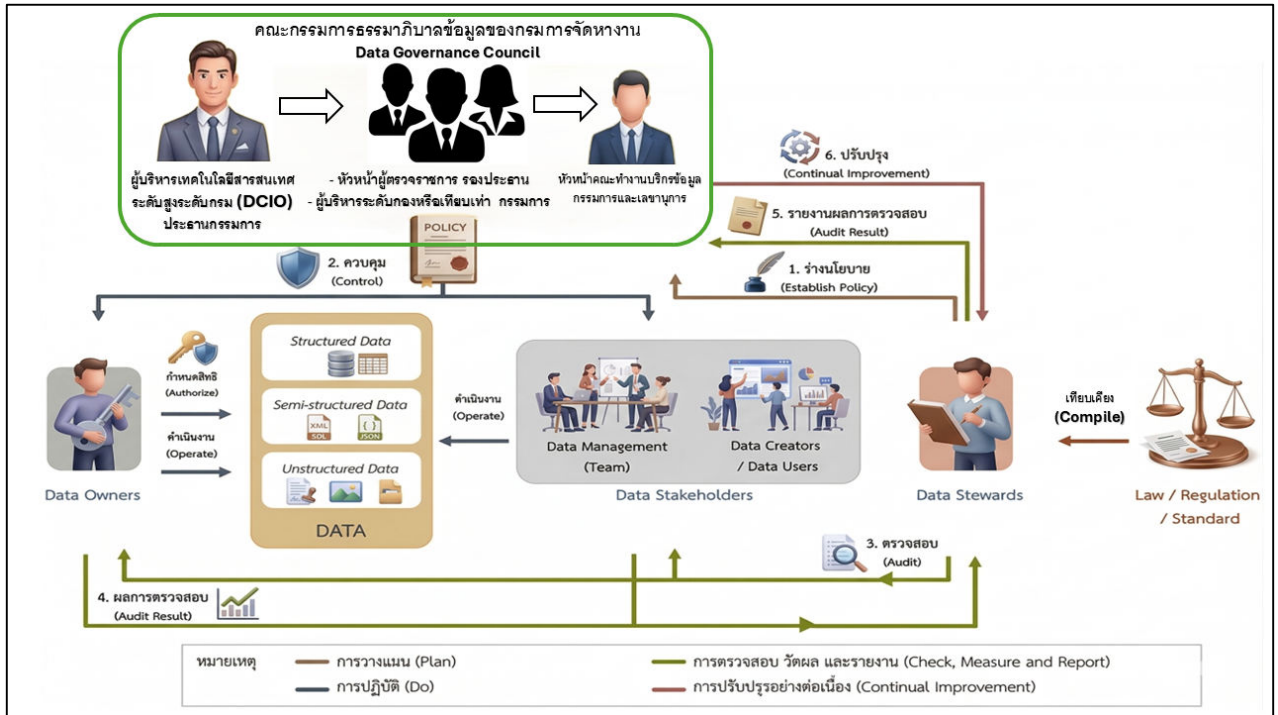 คณะกรรมการธรรมาภิบาลข้อมูลของกรมการจัดหางาน
Data Governance Council
ผู้บริหารเทคโนโลยีสารสนเทศ
ระดับสูงระดับกรม (DCIO)
ประธานกรรมการ
- หัวหน้าผู้ตรวจราชการ รองประธาน
- ผู้บริหารระดับกองหรือเทียบเท่า กรรมการ
หัวหน้าคณะทำงานบริกรข้อมูล
กรรมการและเลขานุการ
POLICY
6. ปรับปรุง
(Continual Improvement)
5. รายงานผลการตรวจสอบ
(Audit Result)
1. ร่างนโยบาย
(Establish Policy)
2. ควบคุม
(Control)
กำหนดสิทธิ
(Authorize)
ดำเนินงาน
(Operate)
Data Owners
Structured Data
Semi-structured Data
XML
SDL
{ }
JSON
Unstructured Data
DATA
ดำเนินงาน
(Operate)
Data Management
(Team)
Data Creators
/ Data Users
Data Stakeholders
Data Stewards
เทียบเคียง
(Compile)
Law / Regulation
/ Standard
3. ตรวจสอบ
(Audit)
4. ผลการตรวจสอบ
(Audit Result)
หมายเหตุ
การวางแผน (Plan)
การตรวจสอบ วัดผล และรายงาน (Check, Measure and Report)
การปฏิบัติ (Do)
การปรับปรุรอย่างต่อเนื่อง (Continual Improvement)